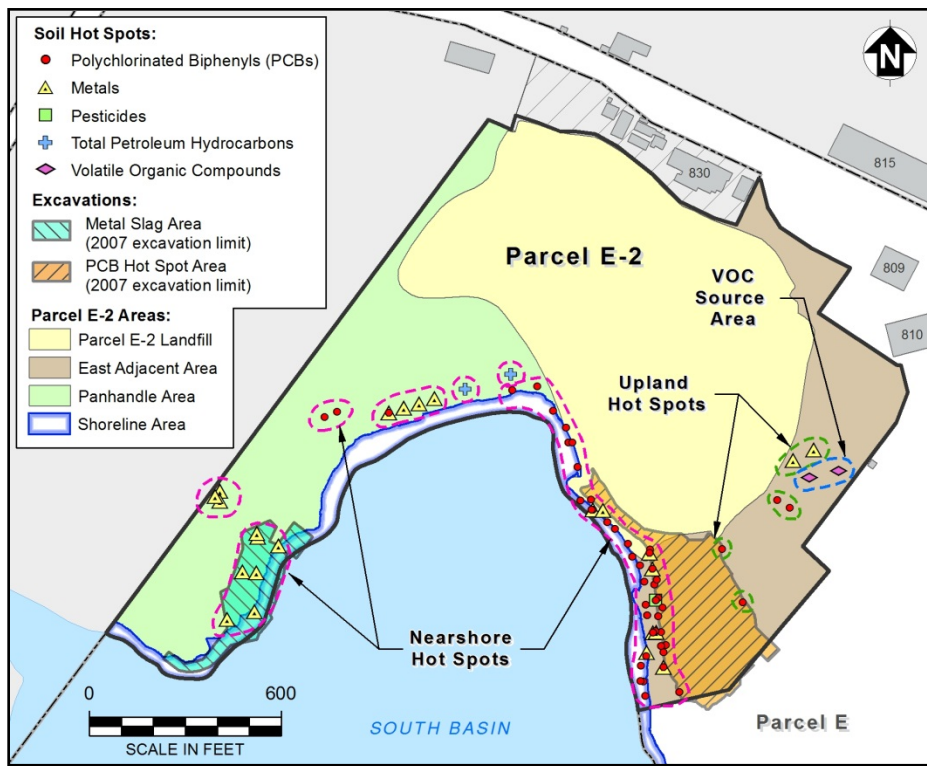 Soil Hot Spots:
Polychlorinated Biphenyls (PCBs)
Metals
Pesticides
Total Petroleum Hydrocarbons
Volatile Organic Compounds
Excavations:
Metal Slag Area
(2007 excavation limit)
PCB Hot Spot Area
(2007 excavation limit)
Parcel E-2 Areas:
Parcel E-2 Landfill
East Adjacent Area
Panhandle Area
Shoreline Area
N
815
830
809
810
Parcel E-2
VOC
Source
Area
Upland
Hot Spots
Nearshore
Hot Spots
0
600
SCALE IN FEET
SOUTH BASIN
Parcel E